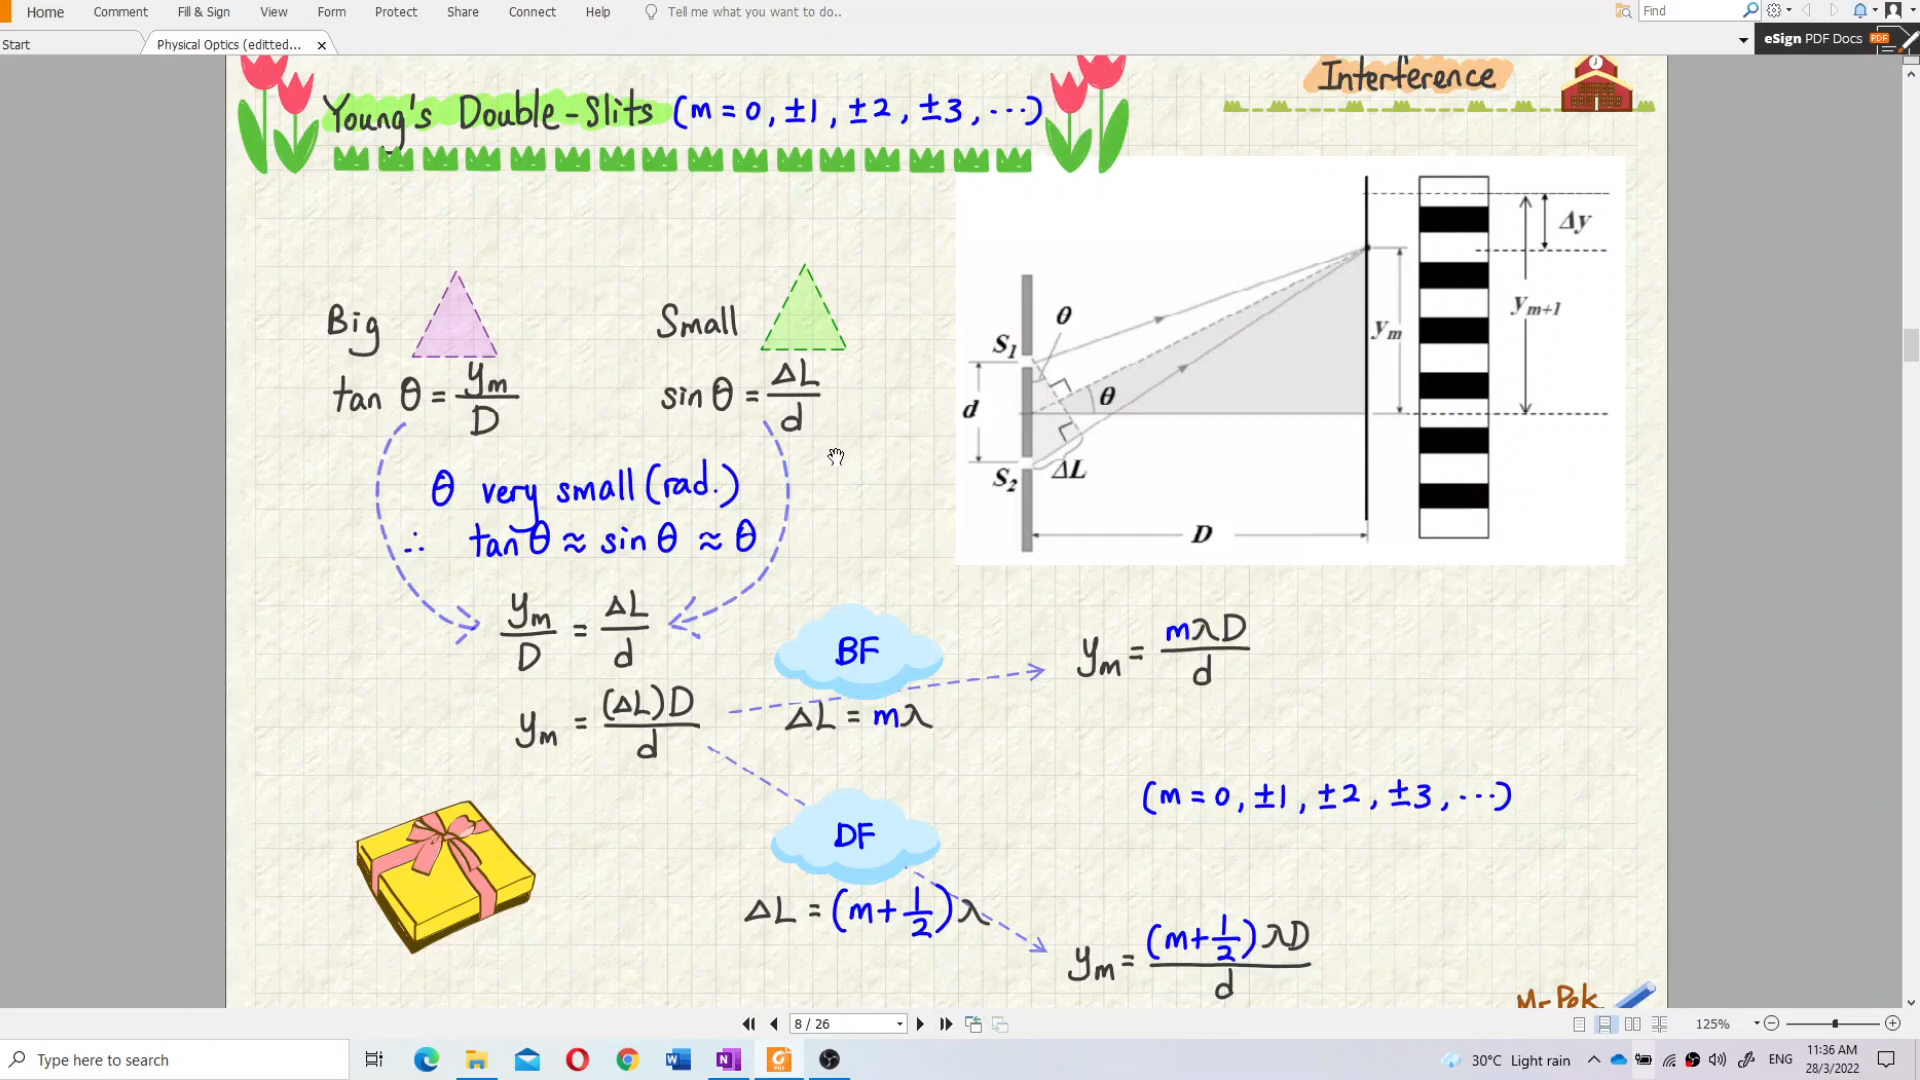 Home Comment Fill & Sign View Form Protect Share Connect Help Tell me what you want to do.. Find
Start Physical Optics (editted... × eSign PDF Docs PDF
Interference
Young's Double-Slits (m = 0, ±1, ±2, ±3, ...)
Big
tan θ = ym/D
Small
sin θ = ΔL/d
θ very small (rad.)
∴ tan θ ≈ sin θ ≈ θ
ym/D = ΔL/d
ym = (ΔL)D/d
S1
S2
d
θ
θ
ΔL
D
ym
ym+1
Δy
BF
ΔL = mλ
ym = mλD/d
(m = 0, ±1, ±2, ±3, ...)
DF
ΔL = (m+1/2)λ
ym = (m+1/2)λD/d
Mr Pek
8 / 26
125%
Type here to search
30°C Light rain
ENG
11:36 AM
28/3/2022